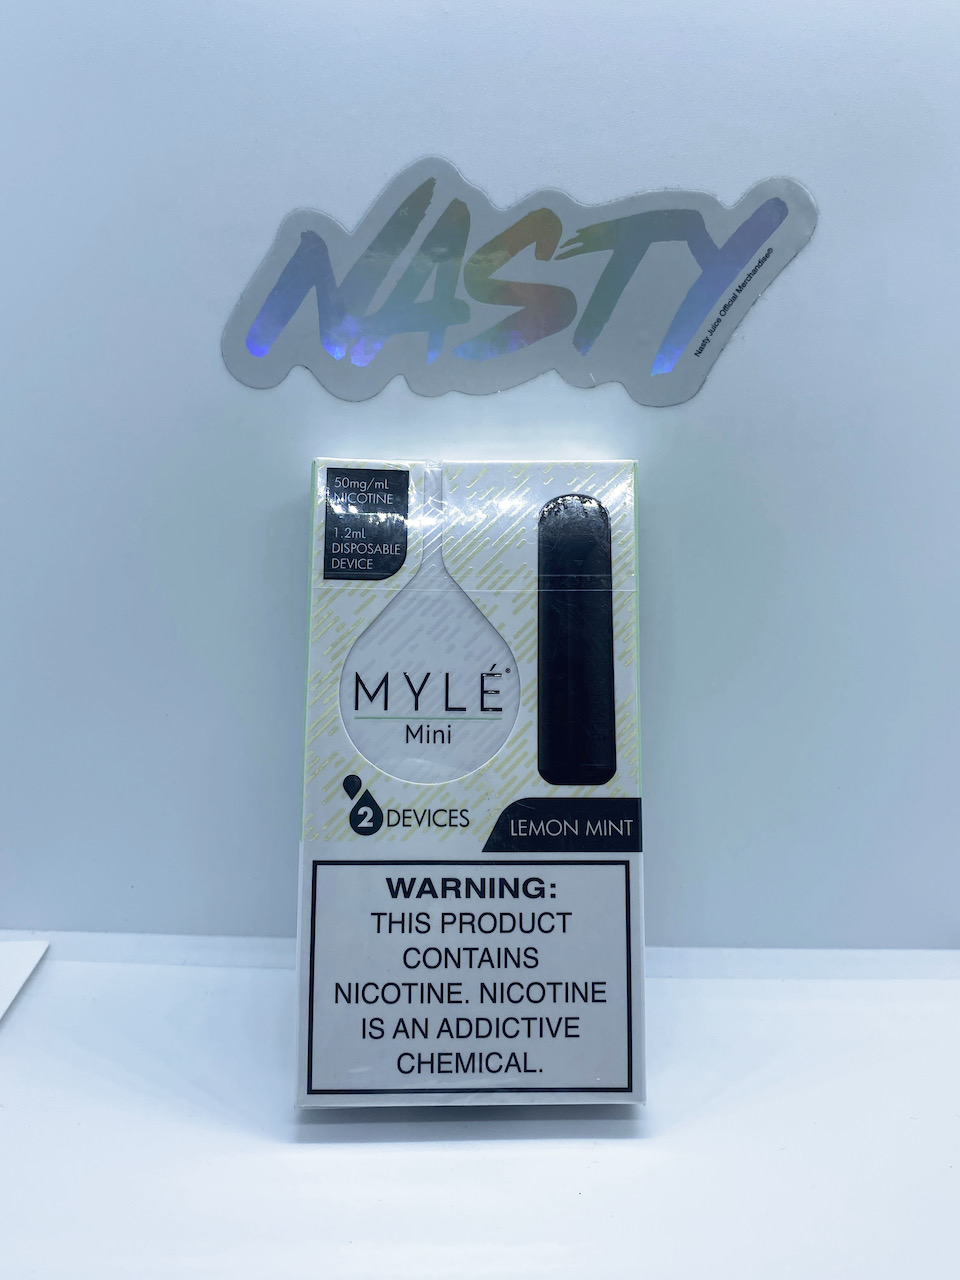 NASTY
Nasty Juice Official Merchandise®
50mg/mL
NICOTINE
1.2mL
DISPOSABLE
DEVICE
MYLÉ®
Mini
2 DEVICES
LEMON MINT
WARNING:
THIS PRODUCT
CONTAINS
NICOTINE. NICOTINE
IS AN ADDICTIVE
CHEMICAL.